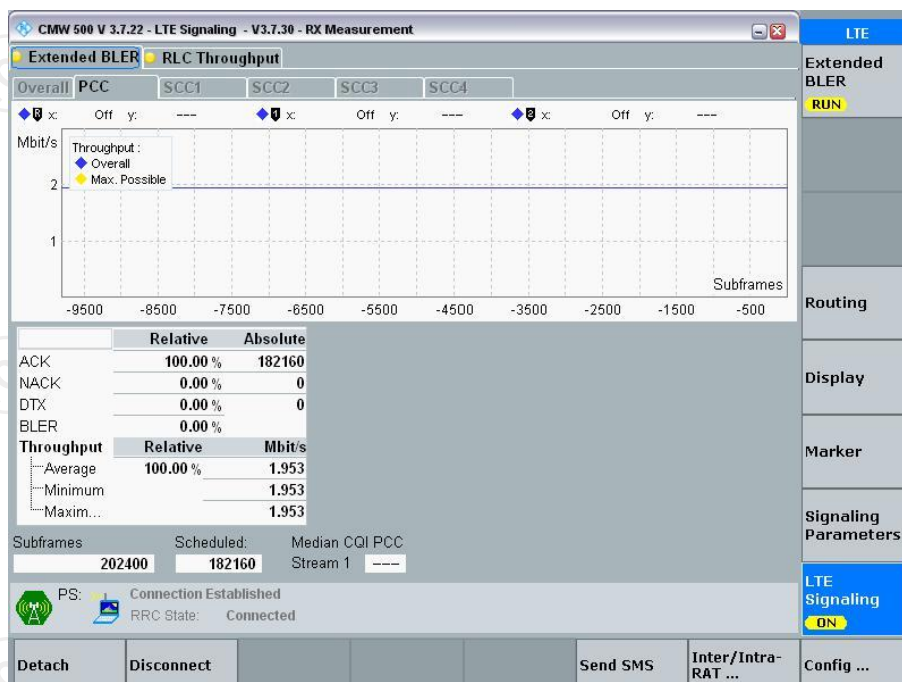 CMW 500 V 3.7.22 - LTE Signaling - V3.7.30 - RX Measurement
LTE
Extended BLER
RLC Throughput
Extended BLER
RUN
Overall PCC SCC1 SCC2 SCC3 SCC4
R x: Off y: --- 1 x: Off y: --- 2 x: Off y: ---
Mbit/s
Throughput :
Overall
Max. Possible
2
1
Subframes
-9500 -8500 -7500 -6500 -5500 -4500 -3500 -2500 -1500 -500
Routing
Display
Marker
Signaling Parameters
LTE Signaling
ON
Relative Absolute
ACK 100.00 % 182160
NACK 0.00 % 0
DTX 0.00 % 0
BLER 0.00 %
Throughput Relative Mbit/s
Average 100.00 % 1.953
Minimum 1.953
Maxim... 1.953
Subframes Scheduled: Median CQI PCC
202400 182160 Stream 1 ---
PS: Connection Established
RRC State: Connected
Detach Disconnect Send SMS Inter/Intra-RAT ... Config ...